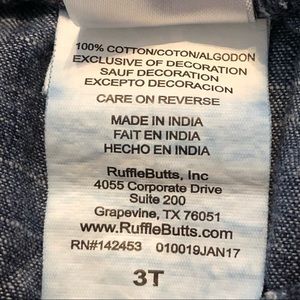 100% COTTON/COTON/ALGODON
EXCLUSIVE OF DECORATION
SAUF DECORATION
EXCEPTO DECORACION
CARE ON REVERSE
MADE IN INDIA
FAIT EN INDIA
HECHO EN INDIA
RuffleButts, Inc
4055 Corporate Drive
Suite 200
Grapevine, TX 76051
www.RuffleButts.com
RN#142453 010019JAN17
3T